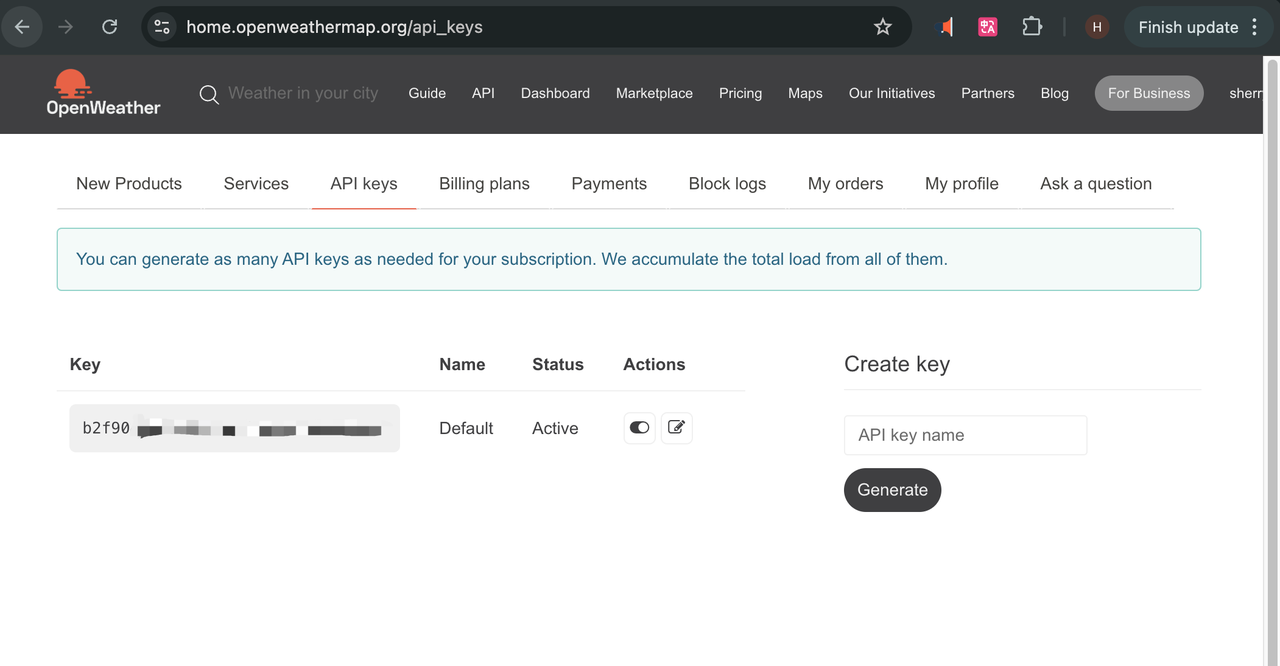 home.openweathermap.org/api_keys
H
Finish update
OpenWeather
Weather in your city
Guide
API
Dashboard
Marketplace
Pricing
Maps
Our Initiatives
Partners
Blog
For Business
sherr
New Products
Services
API keys
Billing plans
Payments
Block logs
My orders
My profile
Ask a question
You can generate as many API keys as needed for your subscription. We accumulate the total load from all of them.
Key
Name
Status
Actions
b2f90
Default
Active
Create key
API key name
Generate